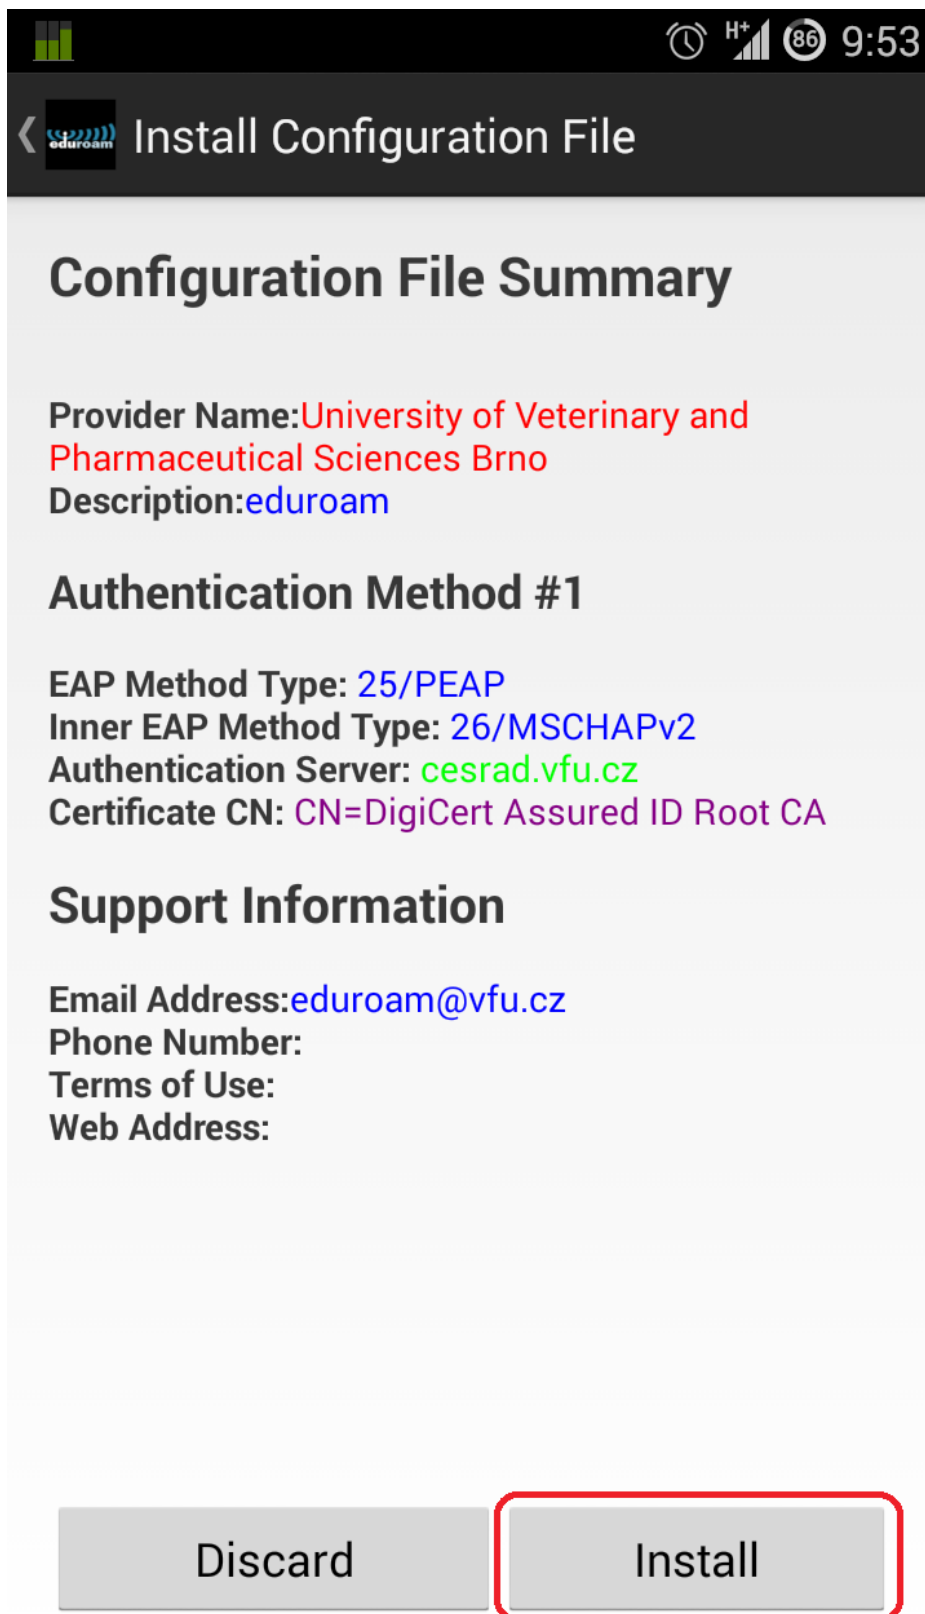 H+ 86 9:53
eduroam Install Configuration File
Configuration File Summary
Provider Name:University of Veterinary and
Pharmaceutical Sciences Brno
Description:eduroam
Authentication Method #1
EAP Method Type: 25/PEAP
Inner EAP Method Type: 26/MSCHAPv2
Authentication Server: cesrad.vfu.cz
Certificate CN: CN=DigiCert Assured ID Root CA
Support Information
Email Address:eduroam@vfu.cz
Phone Number:
Terms of Use:
Web Address:
Discard Install